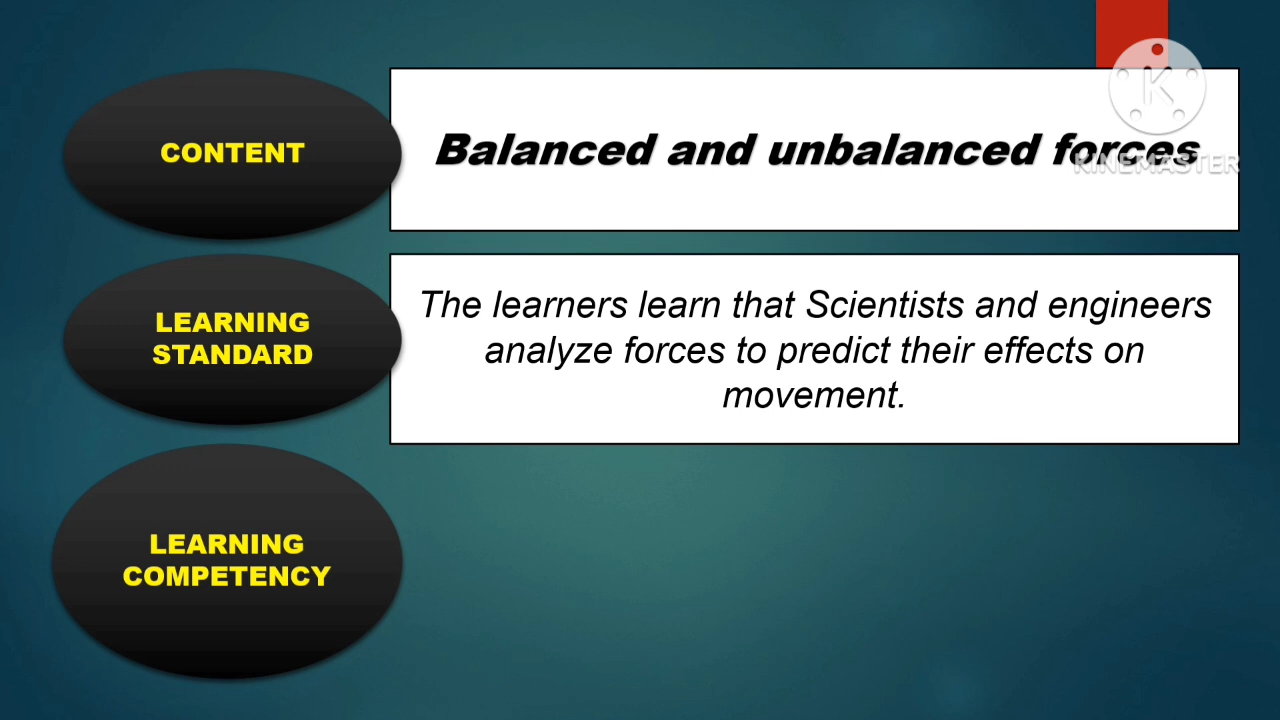 CONTENT
Balanced and unbalanced forces
K
KINEMASTER
LEARNING
STANDARD
The learners learn that Scientists and engineers
analyze forces to predict their effects on
movement.
LEARNING
COMPETENCY